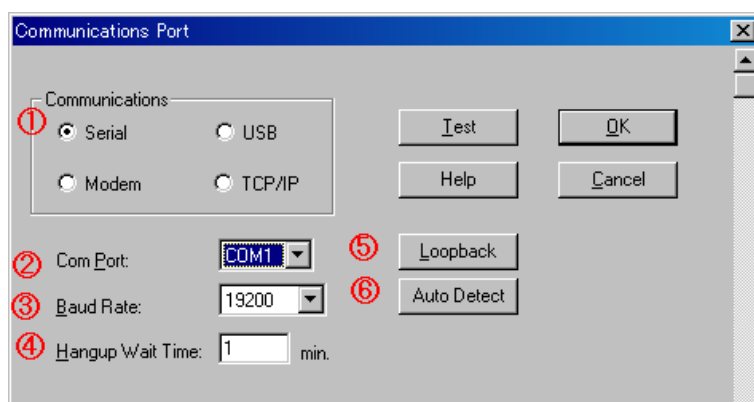 Communications Port
Communications
① Serial USB
Modem TCP/IP
Test OK
Help Cancel
② Com Port: COM1 ⑤ Loopback
③ Baud Rate: 19200 ⑥ Auto Detect
④ Hangup Wait Time: 1 min.